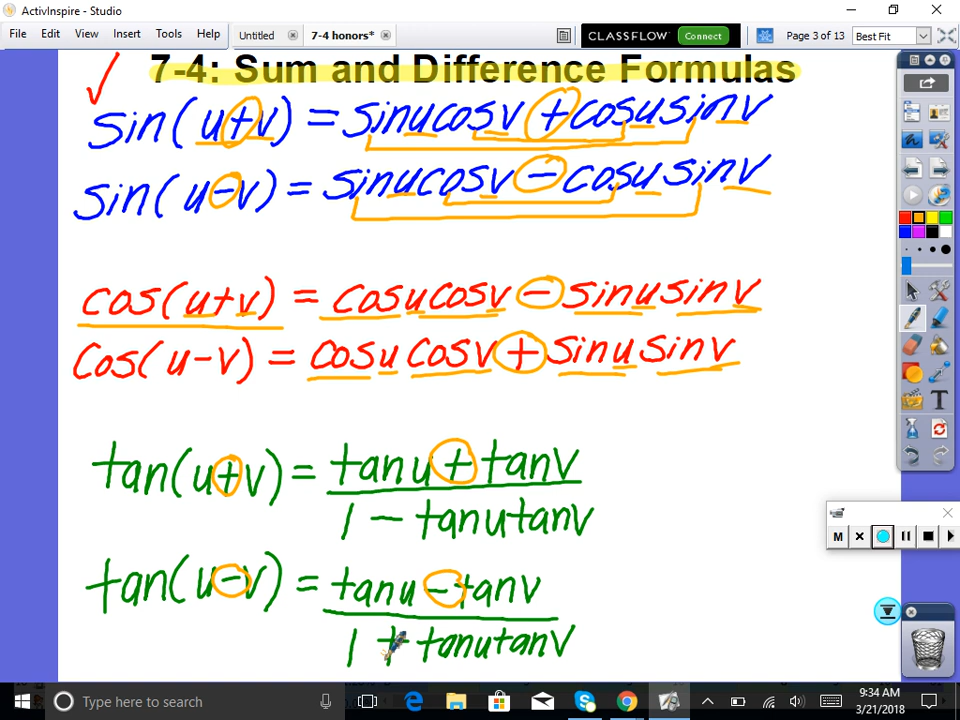 ActivInspire - Studio
File Edit View Insert Tools Help Untitled 7-4 honors* CLASSFLOW Connect Page 3 of 13 Best Fit
7-4: Sum and Difference Formulas
sin(u+v) = sinucosv + cosusinv
sin(u-v) = sinucosv - cosusinv
cos(u+v) = cosucosv - sinusinv
cos(u-v) = cosucosv + sinusinv
tan(u+v) = tanu + tanv
1 - tanutanv
tan(u-v) = tanu - tanv
1 + tanutanv
M
Type here to search
9:34 AM
3/21/2018